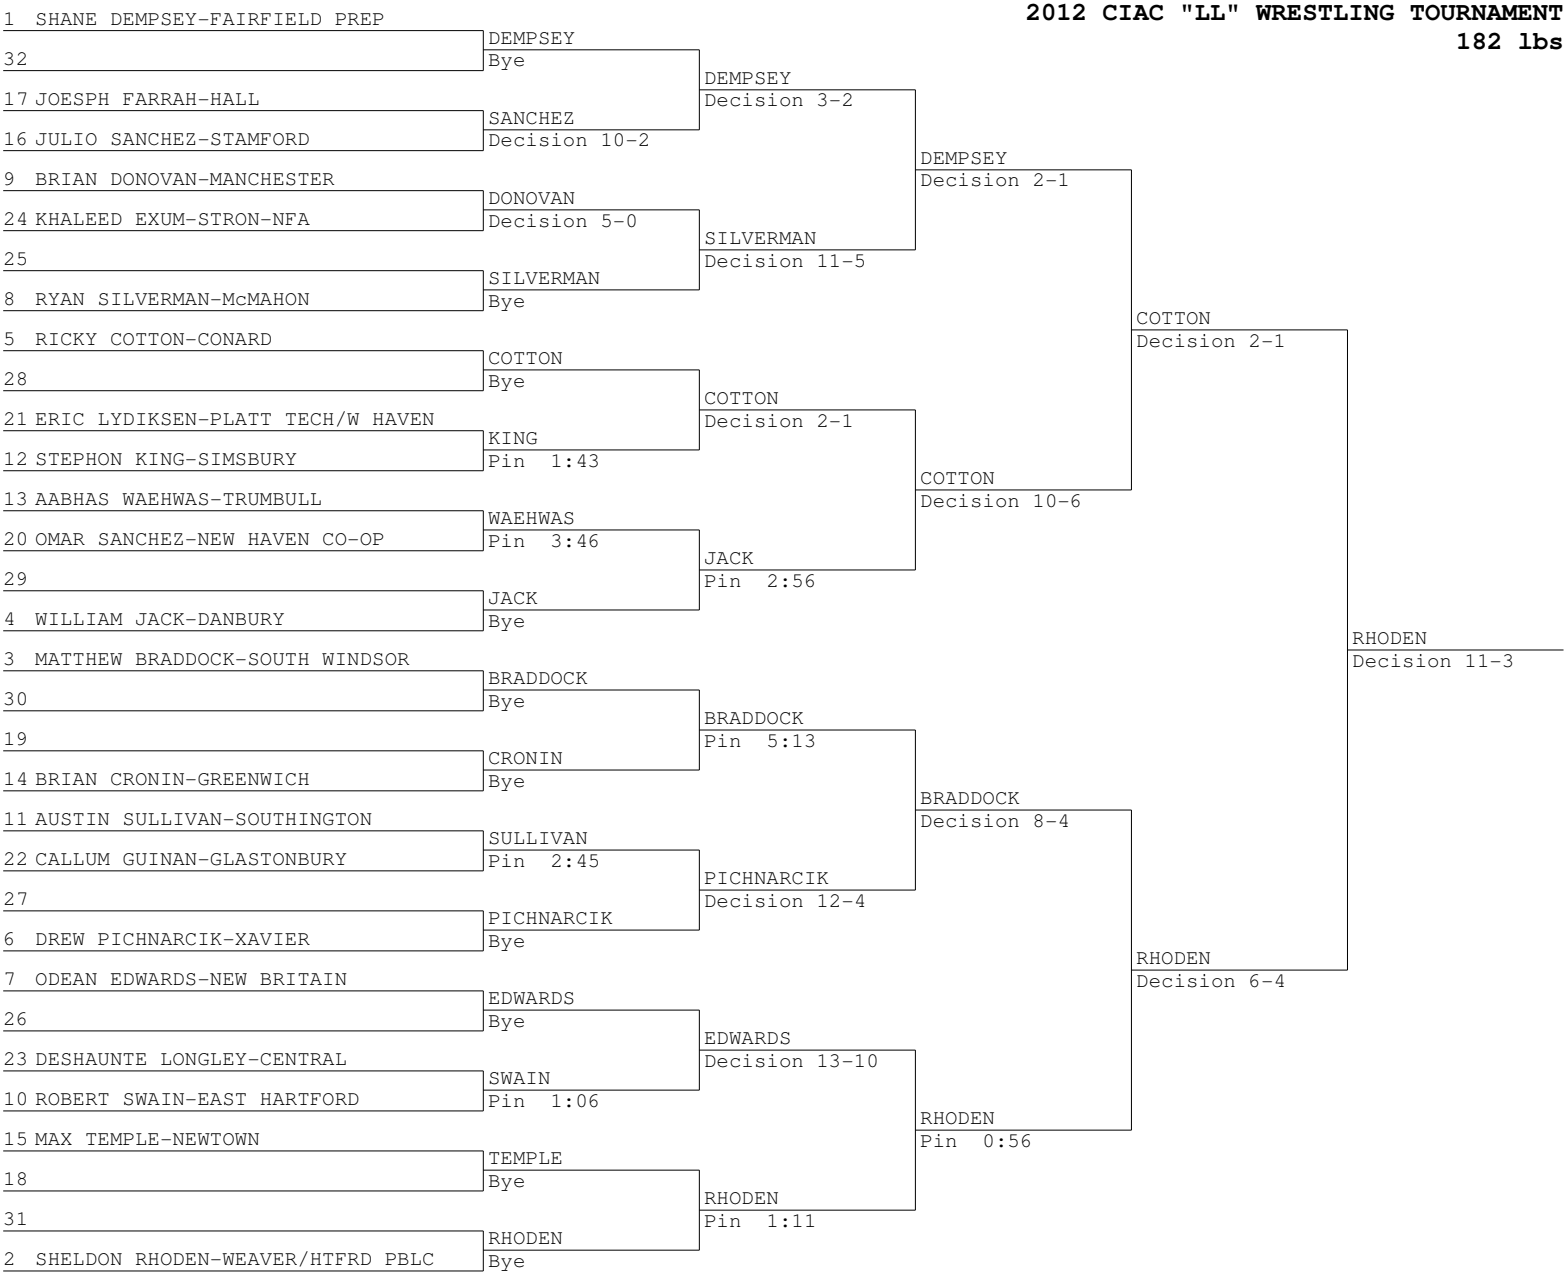 2012 CIAC "LL" WRESTLING TOURNAMENT
182 lbs
1 SHANE DEMPSEY-FAIRFIELD PREP
32
17 JOESPH FARRAH-HALL
16 JULIO SANCHEZ-STAMFORD
9 BRIAN DONOVAN-MANCHESTER
24 KHALEED EXUM-STRON-NFA
25
8 RYAN SILVERMAN-McMAHON
5 RICKY COTTON-CONARD
28
21 ERIC LYDIKSEN-PLATT TECH/W HAVEN
12 STEPHON KING-SIMSBURY
13 AABHAS WAEHWAS-TRUMBULL
20 OMAR SANCHEZ-NEW HAVEN CO-OP
29
4 WILLIAM JACK-DANBURY
3 MATTHEW BRADDOCK-SOUTH WINDSOR
30
19
14 BRIAN CRONIN-GREENWICH
11 AUSTIN SULLIVAN-SOUTHINGTON
22 CALLUM GUINAN-GLASTONBURY
27
6 DREW PICHNARCIK-XAVIER
7 ODEAN EDWARDS-NEW BRITAIN
26
23 DESHAUNTE LONGLEY-CENTRAL
10 ROBERT SWAIN-EAST HARTFORD
15 MAX TEMPLE-NEWTOWN
18
31
2 SHELDON RHODEN-WEAVER/HTFRD PBLC
DEMPSEY
Bye
SANCHEZ
Decision 10-2
DONOVAN
Decision 5-0
SILVERMAN
Bye
COTTON
Bye
KING
Pin 1:43
WAEHWAS
Pin 3:46
JACK
Bye
BRADDOCK
Bye
CRONIN
Bye
SULLIVAN
Pin 2:45
PICHNARCIK
Bye
EDWARDS
Bye
SWAIN
Pin 1:06
TEMPLE
Bye
RHODEN
Bye
DEMPSEY
Decision 3-2
SILVERMAN
Decision 11-5
COTTON
Decision 2-1
JACK
Pin 2:56
BRADDOCK
Pin 5:13
PICHNARCIK
Decision 12-4
EDWARDS
Decision 13-10
RHODEN
Pin 1:11
DEMPSEY
Decision 2-1
COTTON
Decision 10-6
BRADDOCK
Decision 8-4
RHODEN
Pin 0:56
COTTON
Decision 2-1
RHODEN
Decision 6-4
RHODEN
Decision 11-3